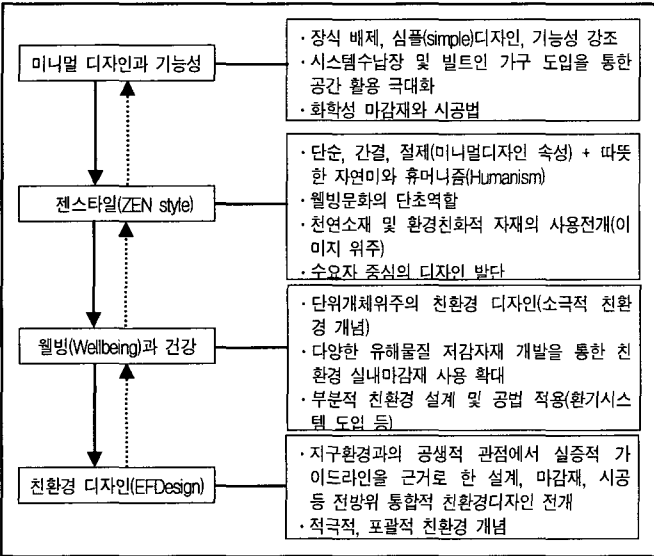 미니멀 디자인과 기능성
· 장식 배제, 심플(simple)디자인, 기능성 강조
· 시스템수납장 및 빌트인 가구 도입을 통한
공간 활용 극대화
· 화학성 마감재와 시공법
젠스타일(ZEN style)
· 단순, 간결, 절제(미니멀디자인 속성) + 따뜻
한 자연미와 휴머니즘(Humanism)
· 웰빙문화의 단초역할
· 천연소재 및 환경친화적 자재의 사용전개(이
미지 위주)
· 수요자 중심의 디자인 발단
웰빙(Wellbeing)과 건강
· 단위개체위주의 친환경 디자인(소극적 친환
경 개념)
· 다양한 유해물질 저감자재 개발을 통한 친
환경 실내마감재 사용 확대
· 부분적 친환경 설계 및 공법 적용(환기시스
템 도입 등)
친환경 디자인(EFDesign)
· 지구환경과의 공생적 관점에서 실증적 가
이드라인을 근거로 한 설계, 마감재, 시공
등 전방위 통합적 친환경디자인 전개
· 적극적, 포괄적 친환경 개념